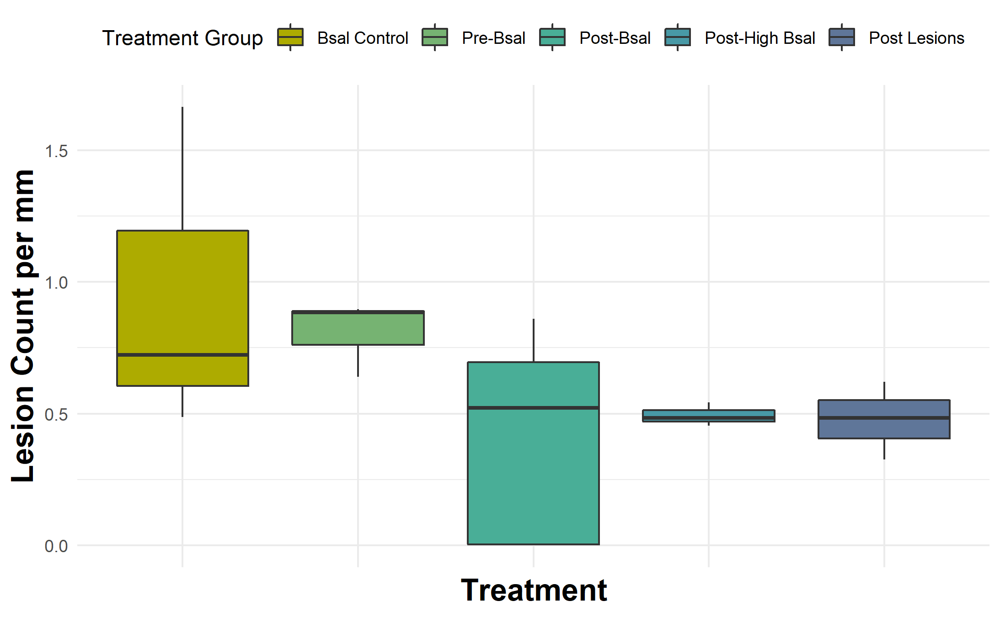 Treatment Group Bsal Control Pre-Bsal Post-Bsal Post-High Bsal Post Lesions
Lesion Count per mm
1.5
1.0
0.5
0.0
Treatment